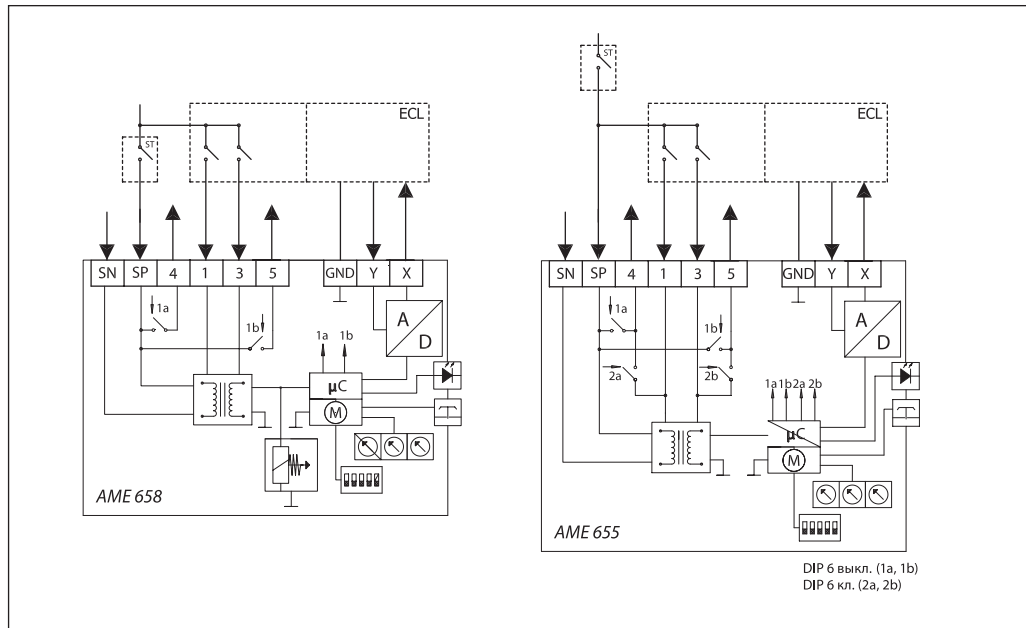 ST
ECL
SN SP 4 1 3 5 GND Y X
1a
1b
1a 1b
A
D
µC
M
AME 658
ST
ECL
SN SP 4 1 3 5 GND Y X
1a
1b
2a
2b
A
D
1a 1b 2a 2b
µC
M
AME 655
DIP 6 выкл. (1a, 1b)
DIP 6 кл. (2a, 2b)